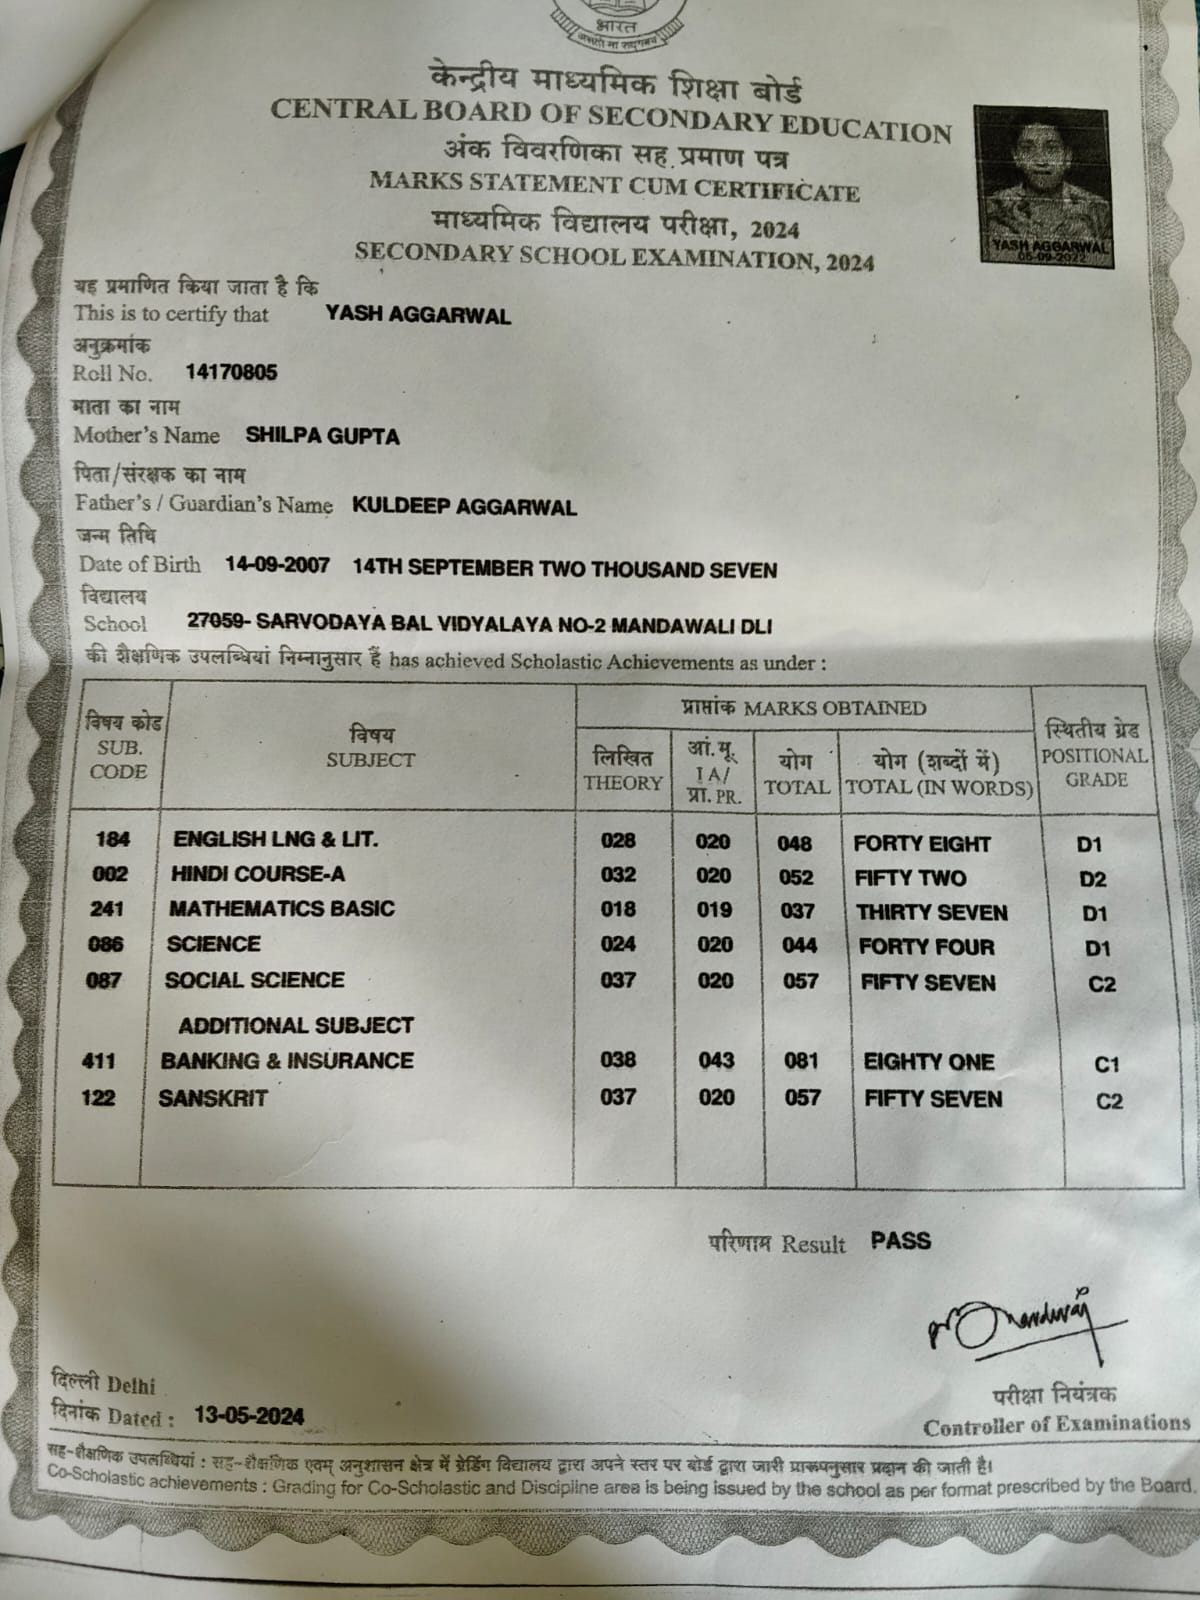 भारत
असतो मा सद्गमय
केन्द्रीय माध्यमिक शिक्षा बोर्ड
CENTRAL BOARD OF SECONDARY EDUCATION
अंक विवरणिका सह प्रमाण पत्र
MARKS STATEMENT CUM CERTIFICATE
माध्यमिक विद्यालय परीक्षा, 2024
SECONDARY SCHOOL EXAMINATION, 2024
YASH AGGARWAL
05-09-2022
यह प्रमाणित किया जाता है कि
This is to certify that YASH AGGARWAL
अनुक्रमांक
Roll No. 14170805
माता का नाम
Mother's Name SHILPA GUPTA
पिता/संरक्षक का नाम
Father's / Guardian's Name KULDEEP AGGARWAL
जन्म तिथि
Date of Birth 14-09-2007 14TH SEPTEMBER TWO THOUSAND SEVEN
विद्यालय
School 27059- SARVODAYA BAL VIDYALAYA NO-2 MANDAWALI DLI
की शैक्षणिक उपलब्धियां निम्नानुसार हैं has achieved Scholastic Achievements as under :
विषय कोड SUB. CODE
विषय SUBJECT
प्राप्तांक MARKS OBTAINED
लिखित THEORY
आं.मू. I A/ प्रा. PR.
योग TOTAL
योग (शब्दों में) TOTAL (IN WORDS)
स्थितीय ग्रेड POSITIONAL GRADE
184 ENGLISH LNG & LIT. 028 020 048 FORTY EIGHT D1
002 HINDI COURSE-A 032 020 052 FIFTY TWO D2
241 MATHEMATICS BASIC 018 019 037 THIRTY SEVEN D1
086 SCIENCE 024 020 044 FORTY FOUR D1
087 SOCIAL SCIENCE 037 020 057 FIFTY SEVEN C2
ADDITIONAL SUBJECT
411 BANKING & INSURANCE 038 043 081 EIGHTY ONE C1
122 SANSKRIT 037 020 057 FIFTY SEVEN C2
परिणाम Result PASS
दिल्ली Delhi
दिनांक Dated : 13-05-2024
परीक्षा नियंत्रक
Controller of Examinations
सह-शैक्षणिक उपलब्धियां : सह-शैक्षणिक एवम् अनुशासन क्षेत्र में ग्रेडिंग विद्यालय द्वारा अपने स्तर पर बोर्ड द्वारा जारी प्रारूपनुसार प्रदान की जाती है।
Co-Scholastic achievements : Grading for Co-Scholastic and Discipline area is being issued by the school as per format prescribed by the Board.